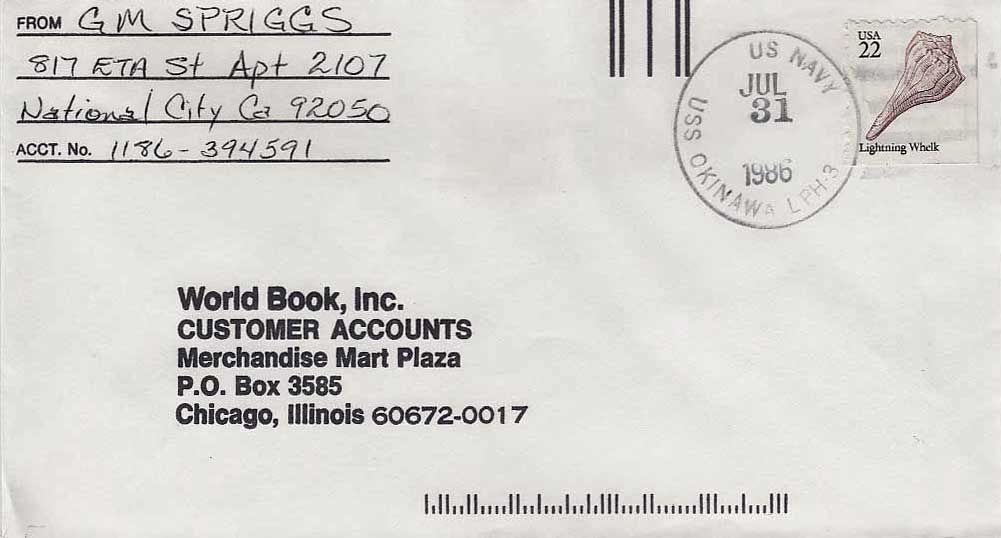 FROM GM SPRIGGS
817 ETA St Apt 2107
National City Ca 92050
ACCT. No. 1186-394591
US NAVY
JUL
31
1986
USS OKINAWA LPH-3
USA
22
Lightning Whelk
World Book, Inc.
CUSTOMER ACCOUNTS
Merchandise Mart Plaza
P.O. Box 3585
Chicago, Illinois 60672-0017